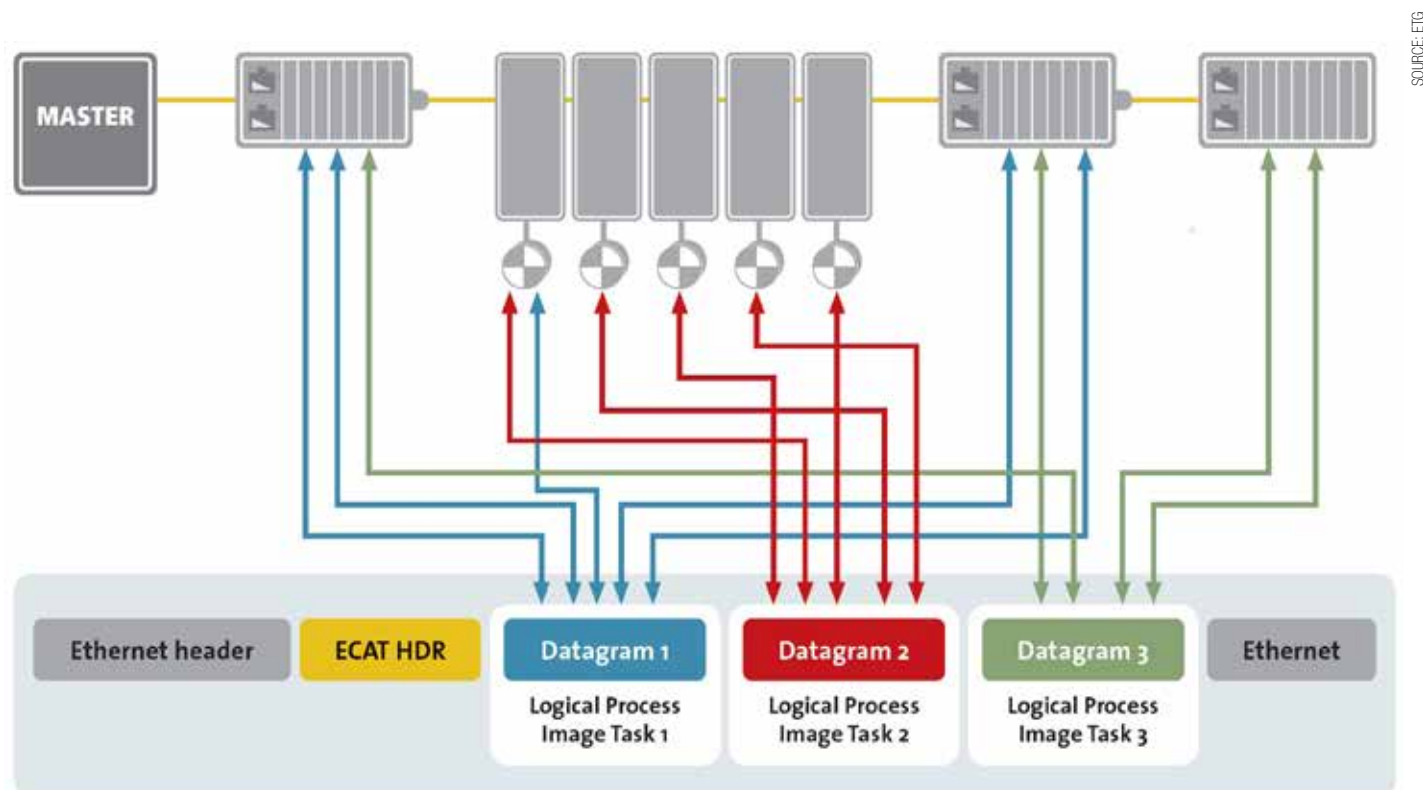 SOURCE: ETG
MASTER
Ethernet header
ECAT HDR
Datagram 1
Datagram 2
Datagram 3
Ethernet
Logical Process
Image Task 1
Logical Process
Image Task 2
Logical Process
Image Task 3